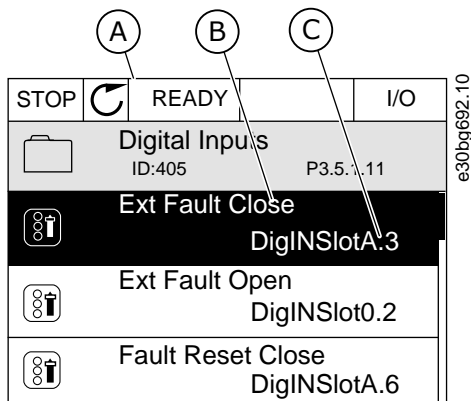 A B C
STOP READY I/O
Digital Inputs
ID:405 P3.5.1.11
Ext Fault Close
DigINSlotA.3
Ext Fault Open
DigINSlot0.2
Fault Reset Close
DigINSlotA.6
e30bg692.10